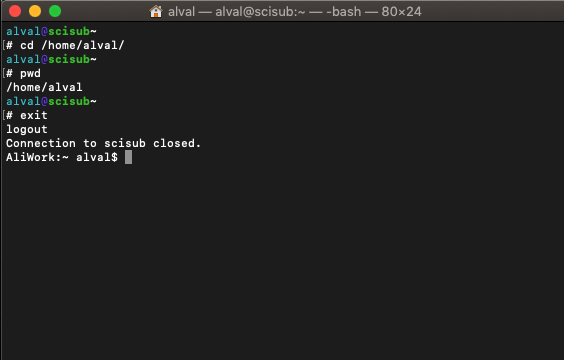 alval — alval@scisub:~ — -bash — 80×24
alval@scisub~
[# cd /home/alval/
alval@scisub~
[# pwd
/home/alval
alval@scisub~
[# exit
logout
Connection to scisub closed.
AliWork:~ alval$